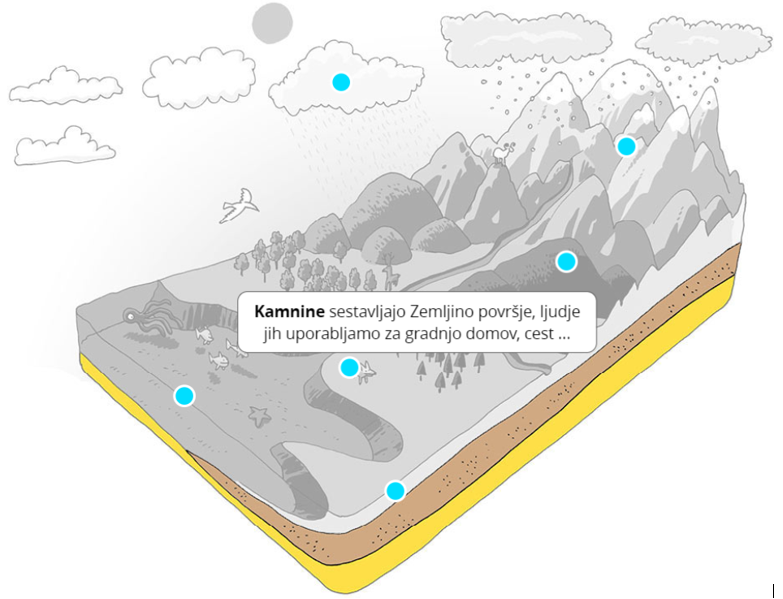 Kamnine sestavljajo Zemljino površje, ljudje
jih uporabljamo za gradnjo domov, cest ...